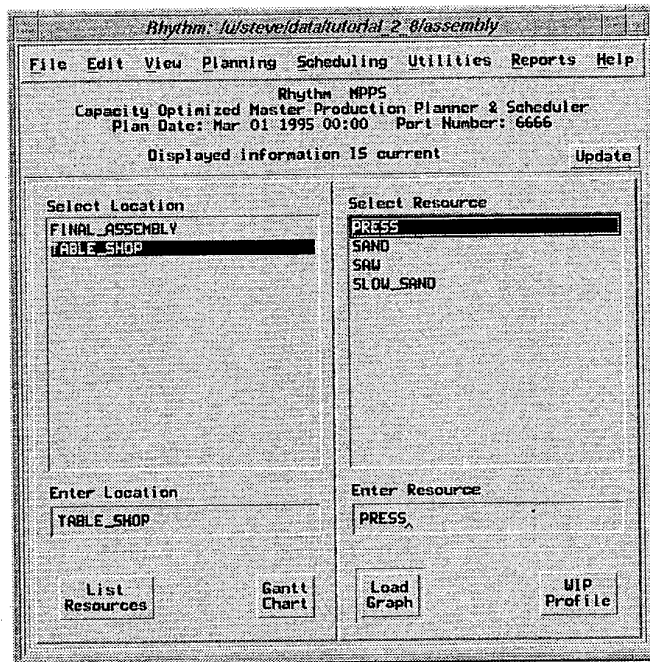 Rhythm: /u/steve/data/tutorial_2_8/assembly
File Edit View Planning Scheduling Utilities Reports Help
Rhythm MPPS
Capacity Optimized Master Production Planner & Scheduler
Plan Date: Mar 01 1995 00:00 Port Number: 6666
Displayed information IS current
Update
Select Location
FINAL_ASSEMBLY
TABLE_SHOP
Enter Location
TABLE_SHOP
List
Resources
Gantt
Chart
Select Resource
PRESS
SAND
SAW
SLOW_SAND
Enter Resource
PRESS
Load
Graph
WIP
Profile